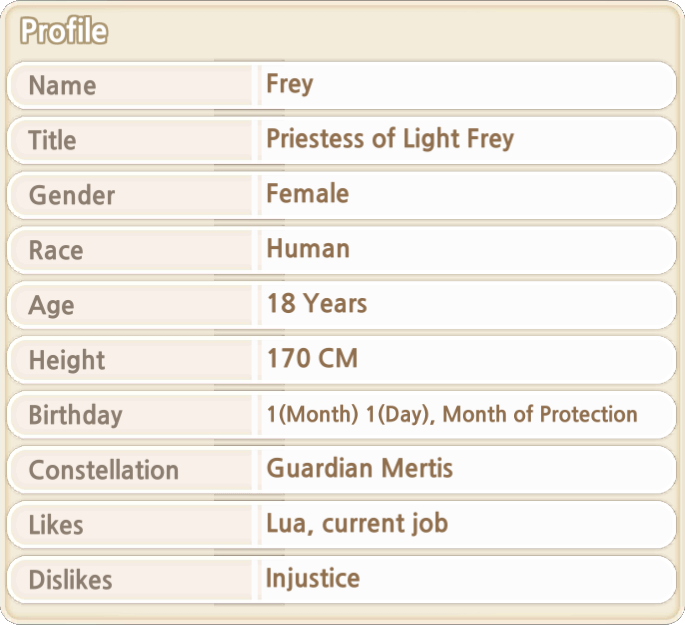 Profile
Name Frey
Title Priestess of Light Frey
Gender Female
Race Human
Age 18 Years
Height 170 CM
Birthday 1(Month) 1(Day), Month of Protection
Constellation Guardian Mertis
Likes Lua, current job
Dislikes Injustice